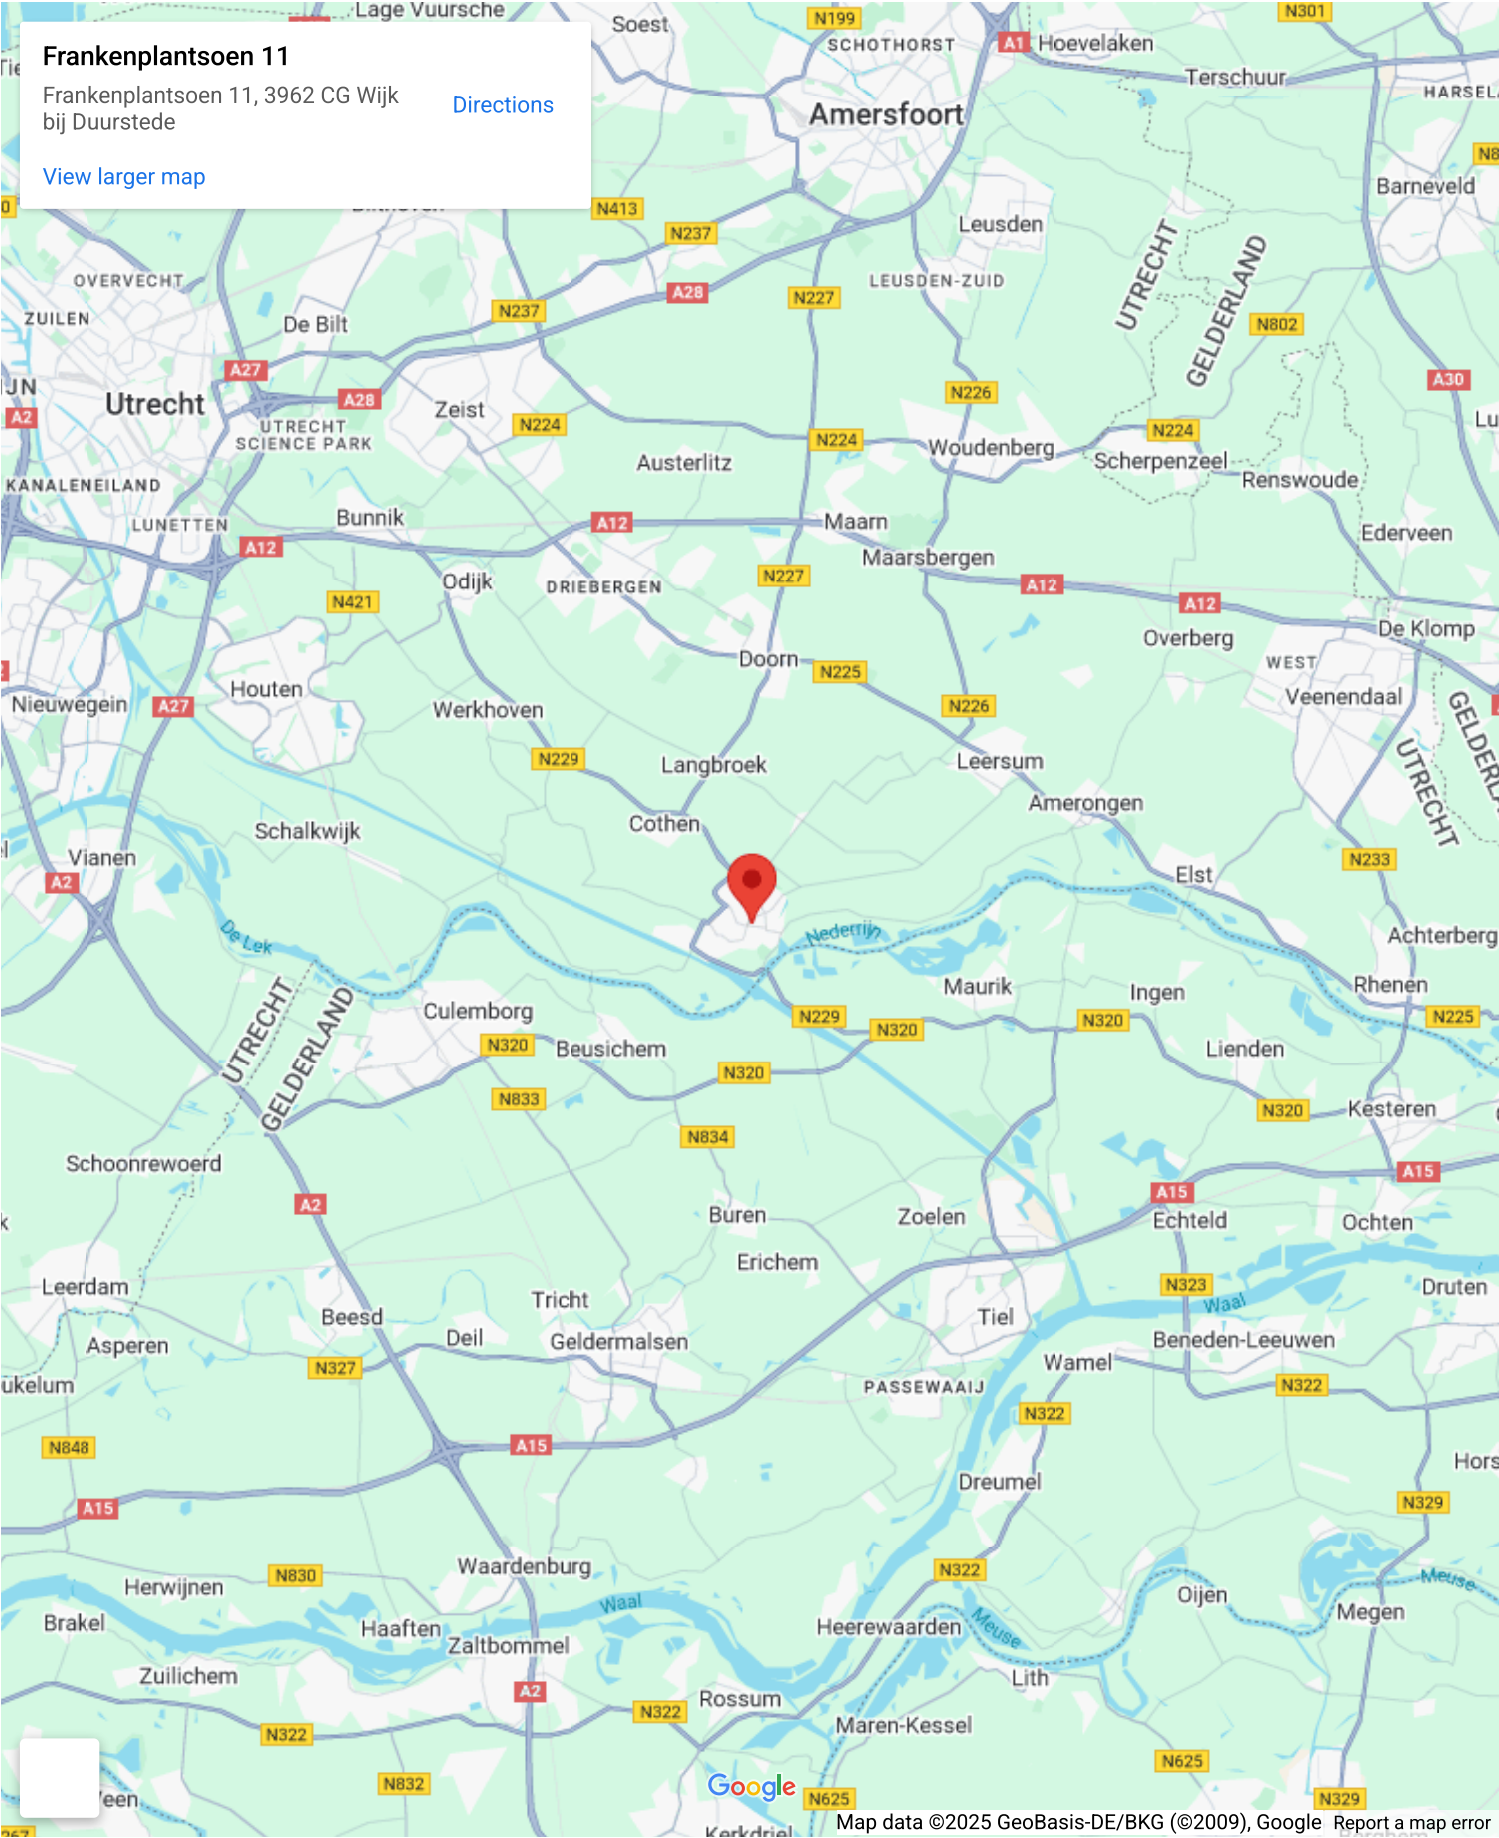 Frankenplantsoen 11
Frankenplantsoen 11, 3962 CG Wijk
bij Duurstede
Directions
View larger map
Lage Vuursche
Soest
N199
SCHOTHORST
A1
Hoevelaken
N301
Terschuur
Amersfoort
Barneveld
N413
N237
Leusden
UTRECHT
GELDERLAND
OVERVECHT
ZUILEN
De Bilt
N237
A28
N227
LEUSDEN-ZUID
N802
A27
A28
A2
Utrecht
UTRECHT
SCIENCE PARK
Zeist
N224
N226
A30
Austerlitz
N224
Woudenberg
N224
Scherpenzeel
Renswoude
KANALENEILAND
LUNETTEN
Bunnik
A12
A12
Maarn
Maarsbergen
Ederveen
Odijk
DRIEBERGEN
N227
A12
A12
N421
De Klomp
Overberg
WEST
Doorn
N225
Houten
Nieuwegein
A27
Werkhoven
N226
Veenendaal
UTRECHT
N229
Langbroek
Leersum
Amerongen
Cothen
Schalkwijk
Vianen
A2
N233
Elst
De Lek
Nederrijn
Achterberg
Maurik
Ingen
Rhenen
UTRECHT
GELDERLAND
Culemborg
N229
N320
N320
N225
N320
Beusichem
N320
Lienden
N833
N320
Kesteren
N834
Schoonrewoerd
A15
A15
A2
Buren
Zoelen
Echteld
Ochten
Erichem
Leerdam
N323
Druten
Waal
Tricht
Beesd
Deil
Geldermalsen
Tiel
Asperen
Beneden-Leeuwen
Wamel
N327
PASSEWAAIJ
N322
N322
N848
A15
A15
Dreumel
N329
Waardenburg
N322
Herwijnen
N830
Brakel
Haaften
Waal
Zaltbommel
Heerewaarden
Meuse
Oijen
Meuse
Megen
Zuilichem
A2
N322
Rossum
Lith
N322
Maren-Kessel
N832
N625
Google
N625
N329
Map data ©2025 GeoBasis-DE/BKG (©2009), Google
Report a map error